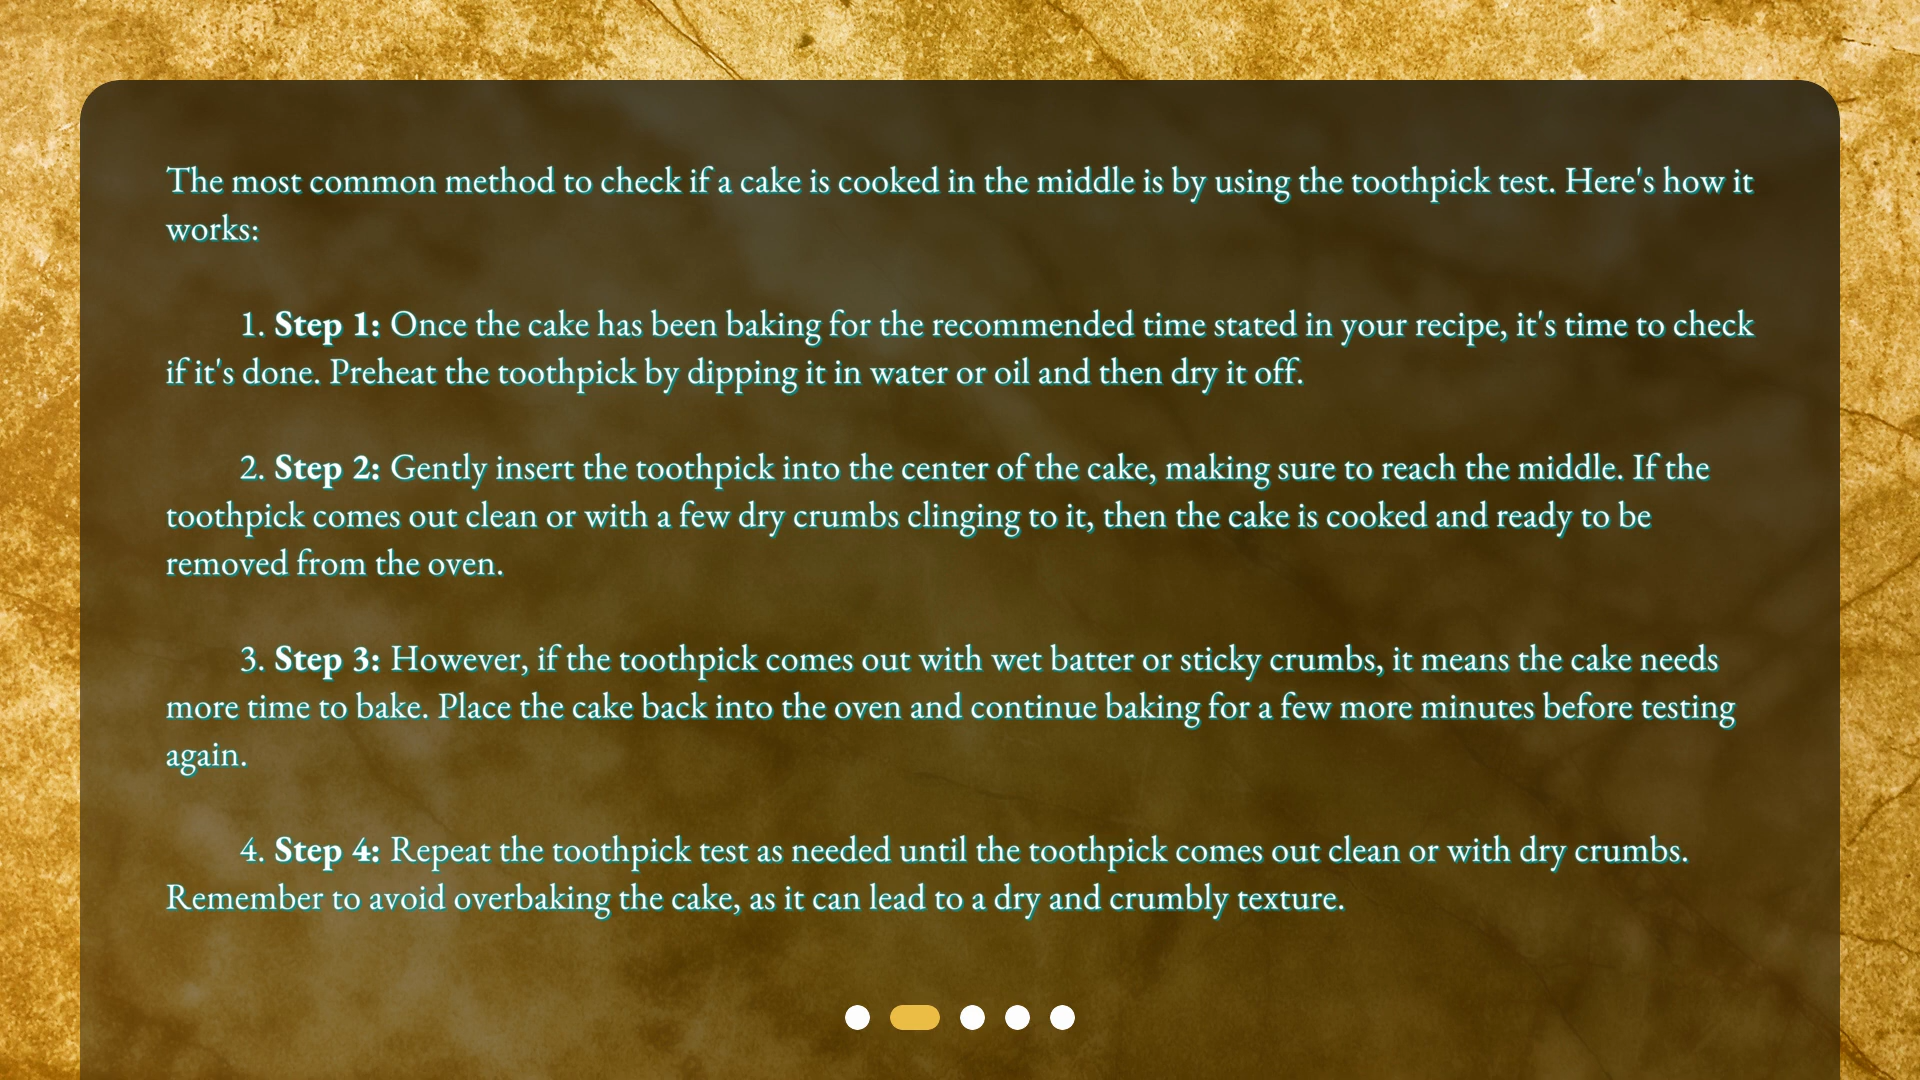 The most common method to check if a cake is cooked in the middle is by using the toothpick test. Here's how it
works:
1. Step 1: Once the cake has been baking for the recommended time stated in your recipe, it's time to check
if it's done. Preheat the toothpick by dipping it in water or oil and then dry it off.
2. Step 2: Gently insert the toothpick into the center of the cake, making sure to reach the middle. If the
toothpick comes out clean or with a few dry crumbs clinging to it, then the cake is cooked and ready to be
removed from the oven.
3. Step 3: However, if the toothpick comes out with wet batter or sticky crumbs, it means the cake needs
more time to bake. Place the cake back into the oven and continue baking for a few more minutes before testing
again.
4. Step 4: Repeat the toothpick test as needed until the toothpick comes out clean or with dry crumbs.
Remember to avoid overbaking the cake, as it can lead to a dry and crumbly texture.